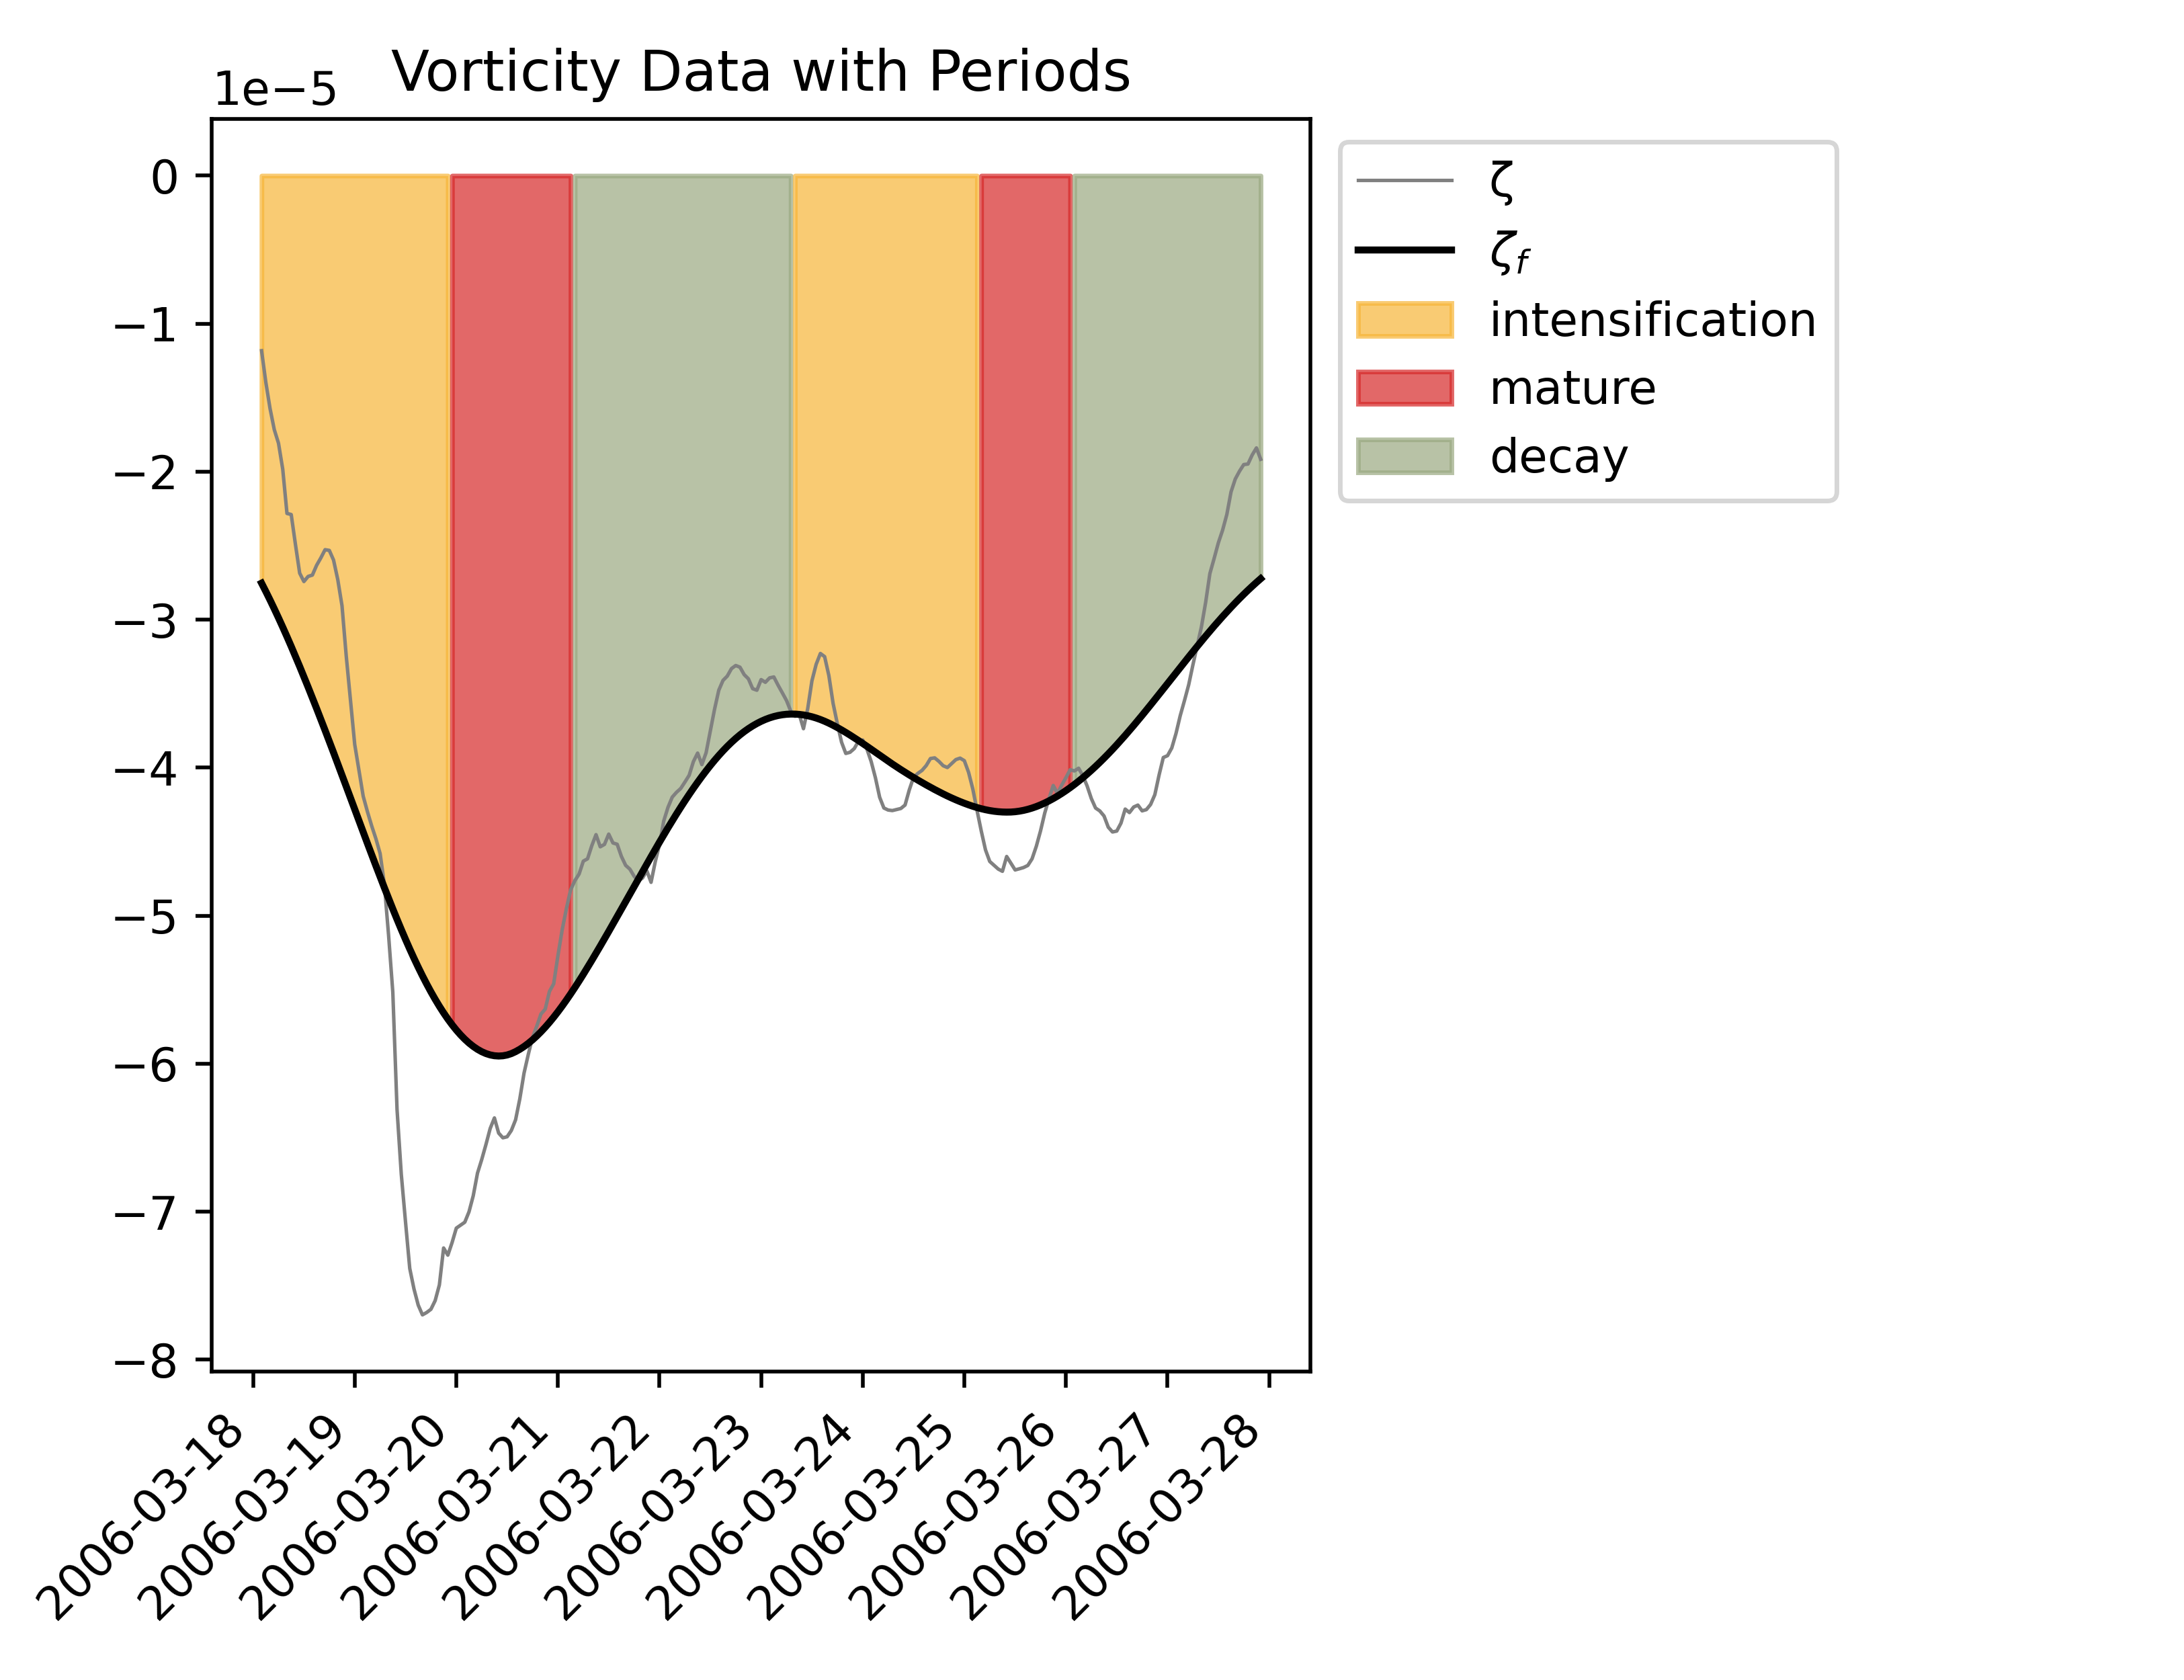 Vorticity Data with Periods
1e−5
0
−1
−2
−3
−4
−5
−6
−7
−8
2006-03-18
2006-03-19
2006-03-20
2006-03-21
2006-03-22
2006-03-23
2006-03-24
2006-03-25
2006-03-26
2006-03-27
2006-03-28
ζ
ζf
intensification
mature
decay